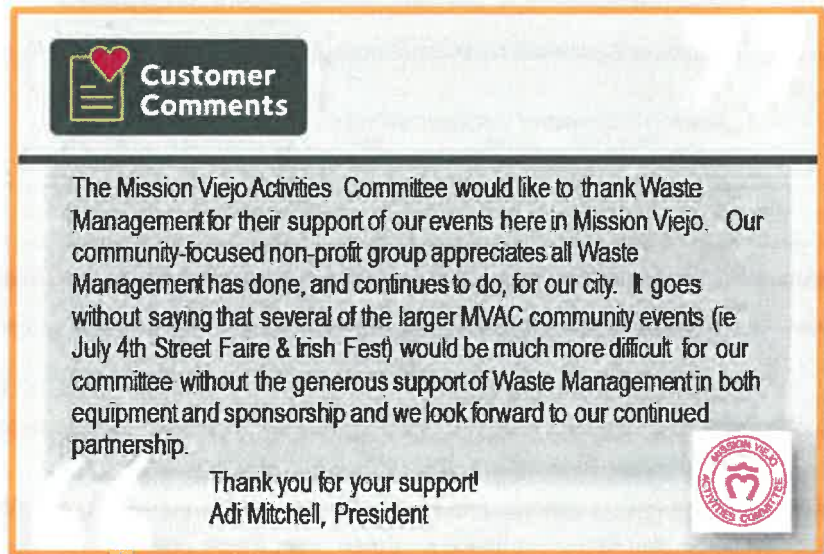 Customer
Comments
The Mission Viejo Activities Committee would like to thank Waste
Management for their support of our events here in Mission Viejo. Our
community-focused non-profit group appreciates all Waste
Management has done, and continues to do, for our city. It goes
without saying that several of the larger MVAC community events (ie
July 4th Street Faire & Irish Fest) would be much more difficult for our
committee without the generous support of Waste Management in both
equipment and sponsorship and we look forward to our continued
partnership.
Thank you for your support!
Adi Mitchell, President
MISSION VIEJO
ACTIVITIES COMMITTEE